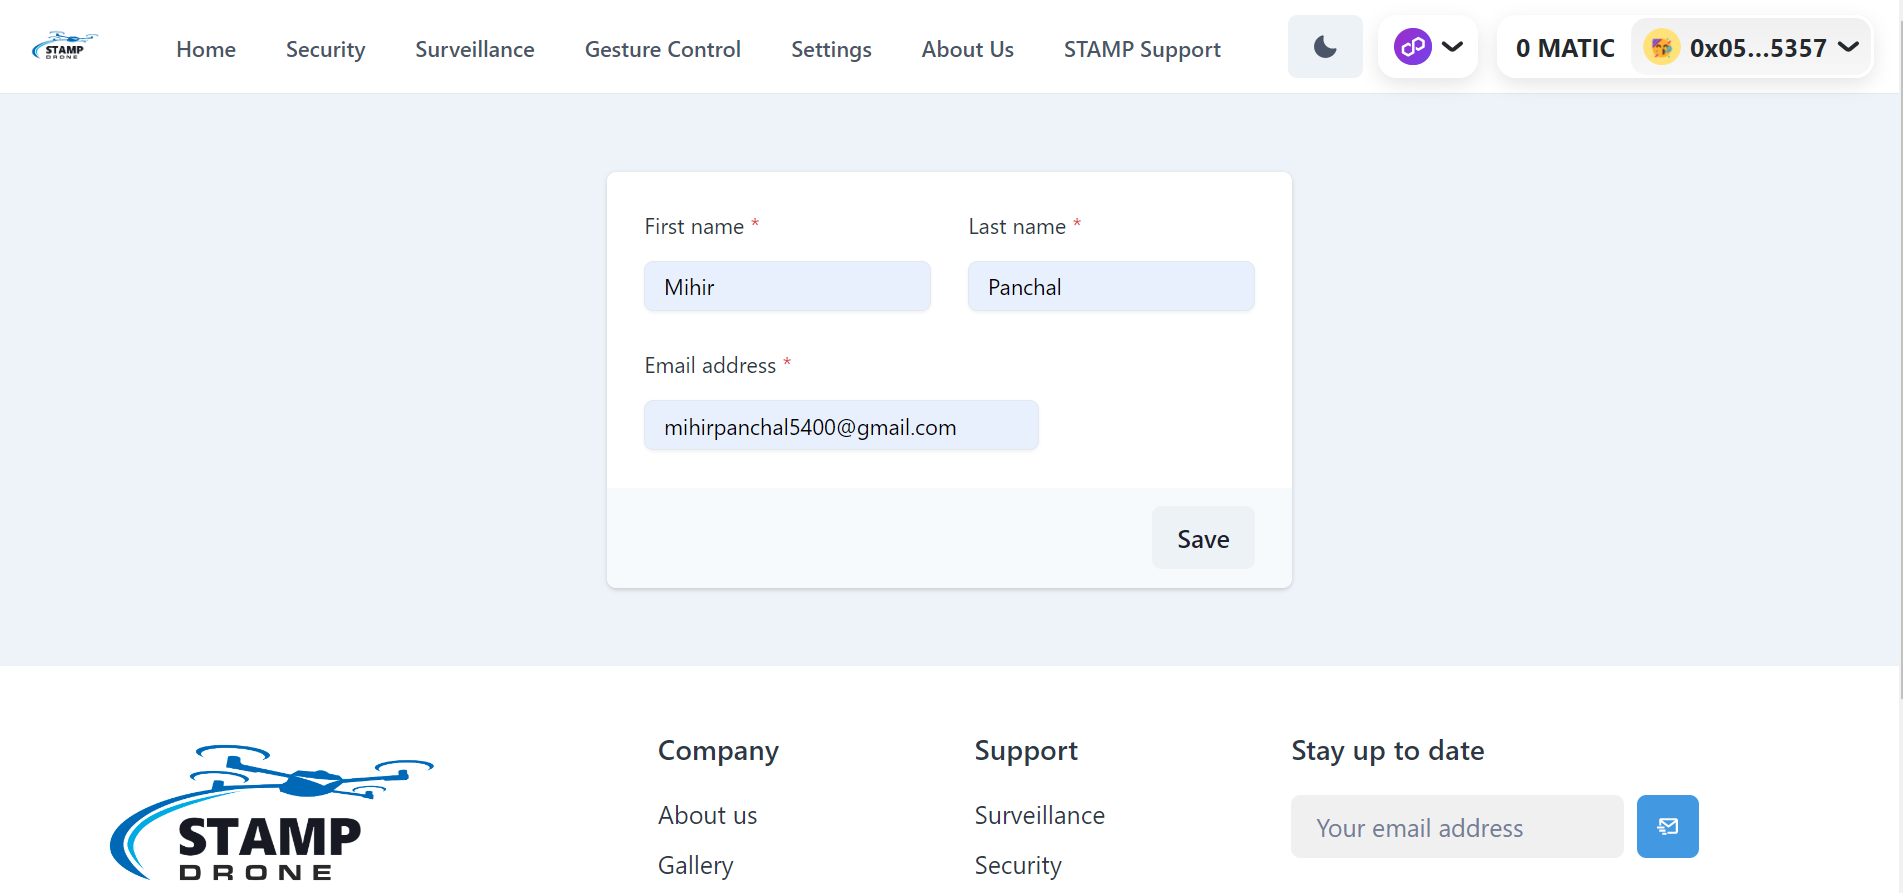 STAMP
DRONE
Home Security Surveillance Gesture Control Settings About Us STAMP Support 0 MATIC 0x05...5357
First name * Last name *
Mihir Panchal
Email address *
mihirpanchal5400@gmail.com
Save
STAMP
DRONE
Company
About us
Gallery
Support
Surveillance
Security
Stay up to date
Your email address